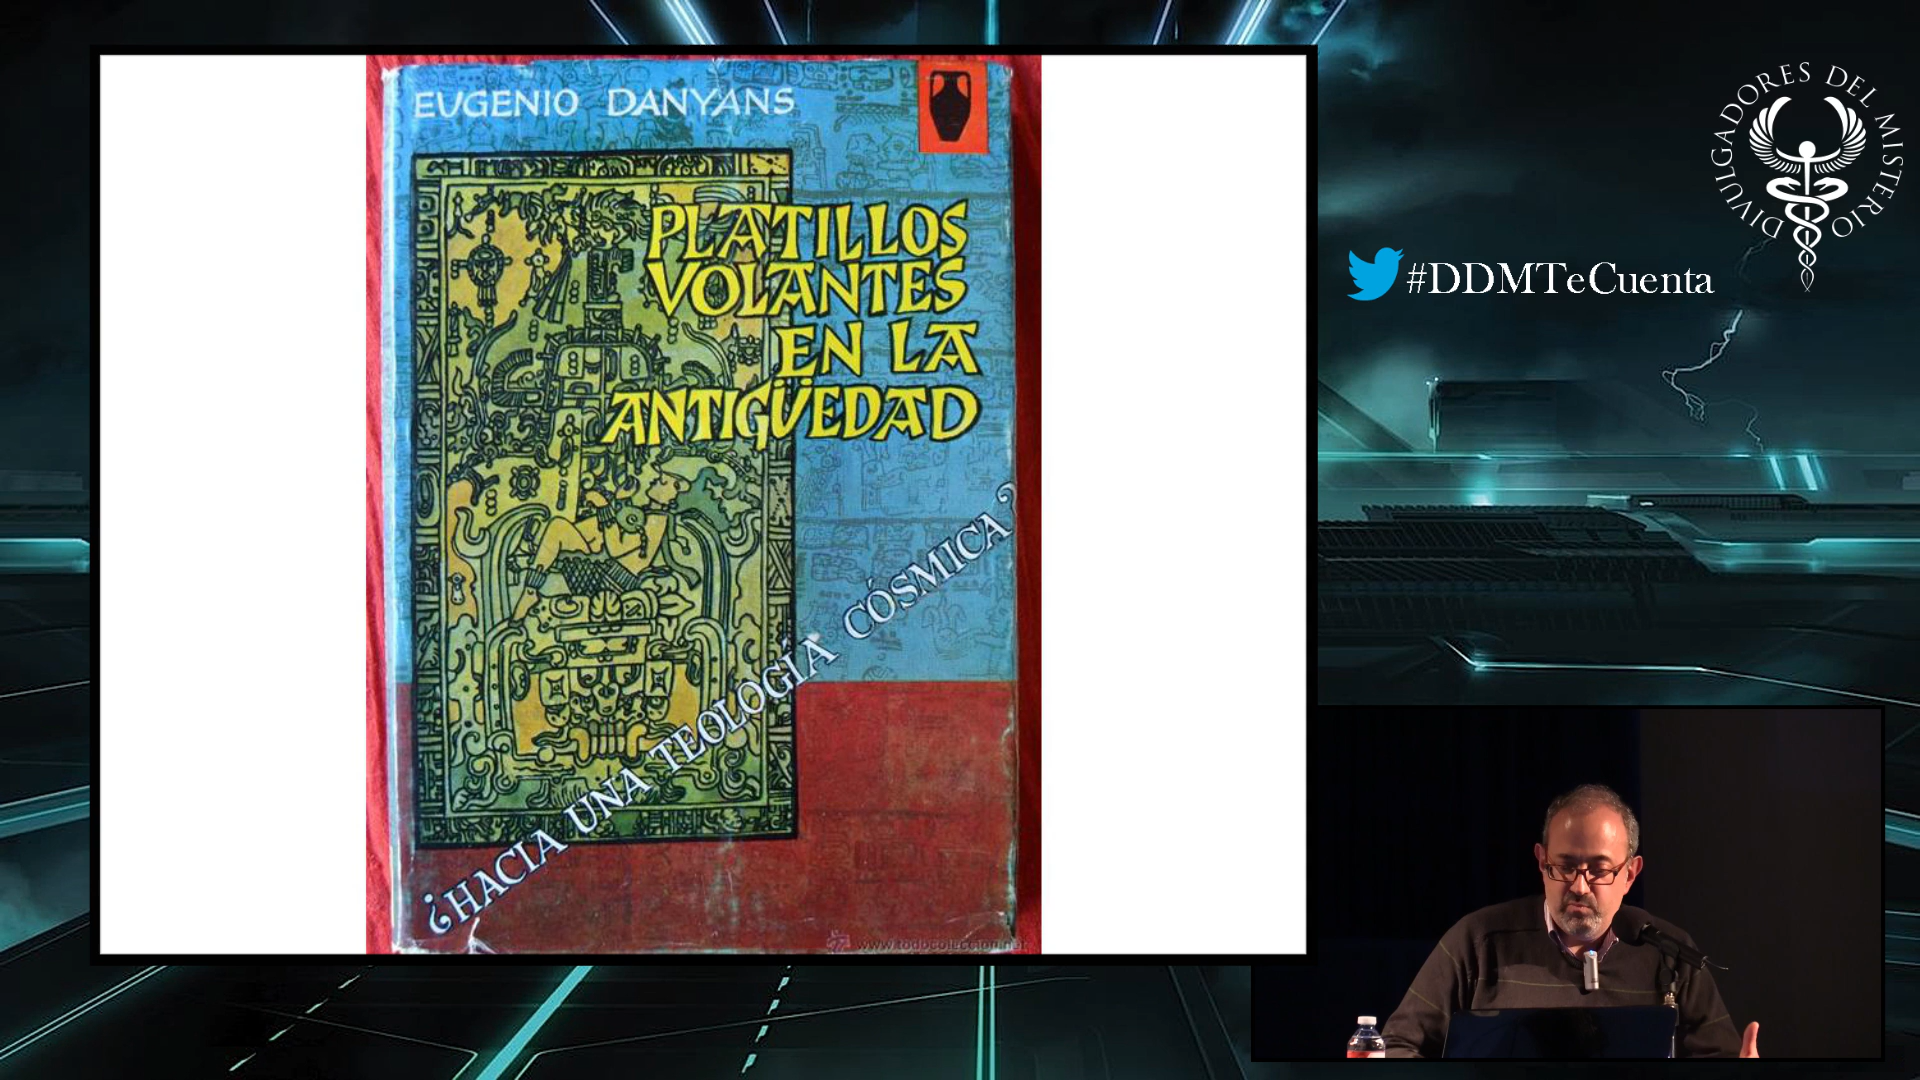 EUGENIO DANYANS
PLATILLOS
VOLANTES
EN LA
ANTIGÜEDAD
¿HACIA UNA TEOLOGÍA CÓSMICA?
www.todocoleccion.net
DIVULGADORES DEL MISTERIO
#DDMTeCuenta